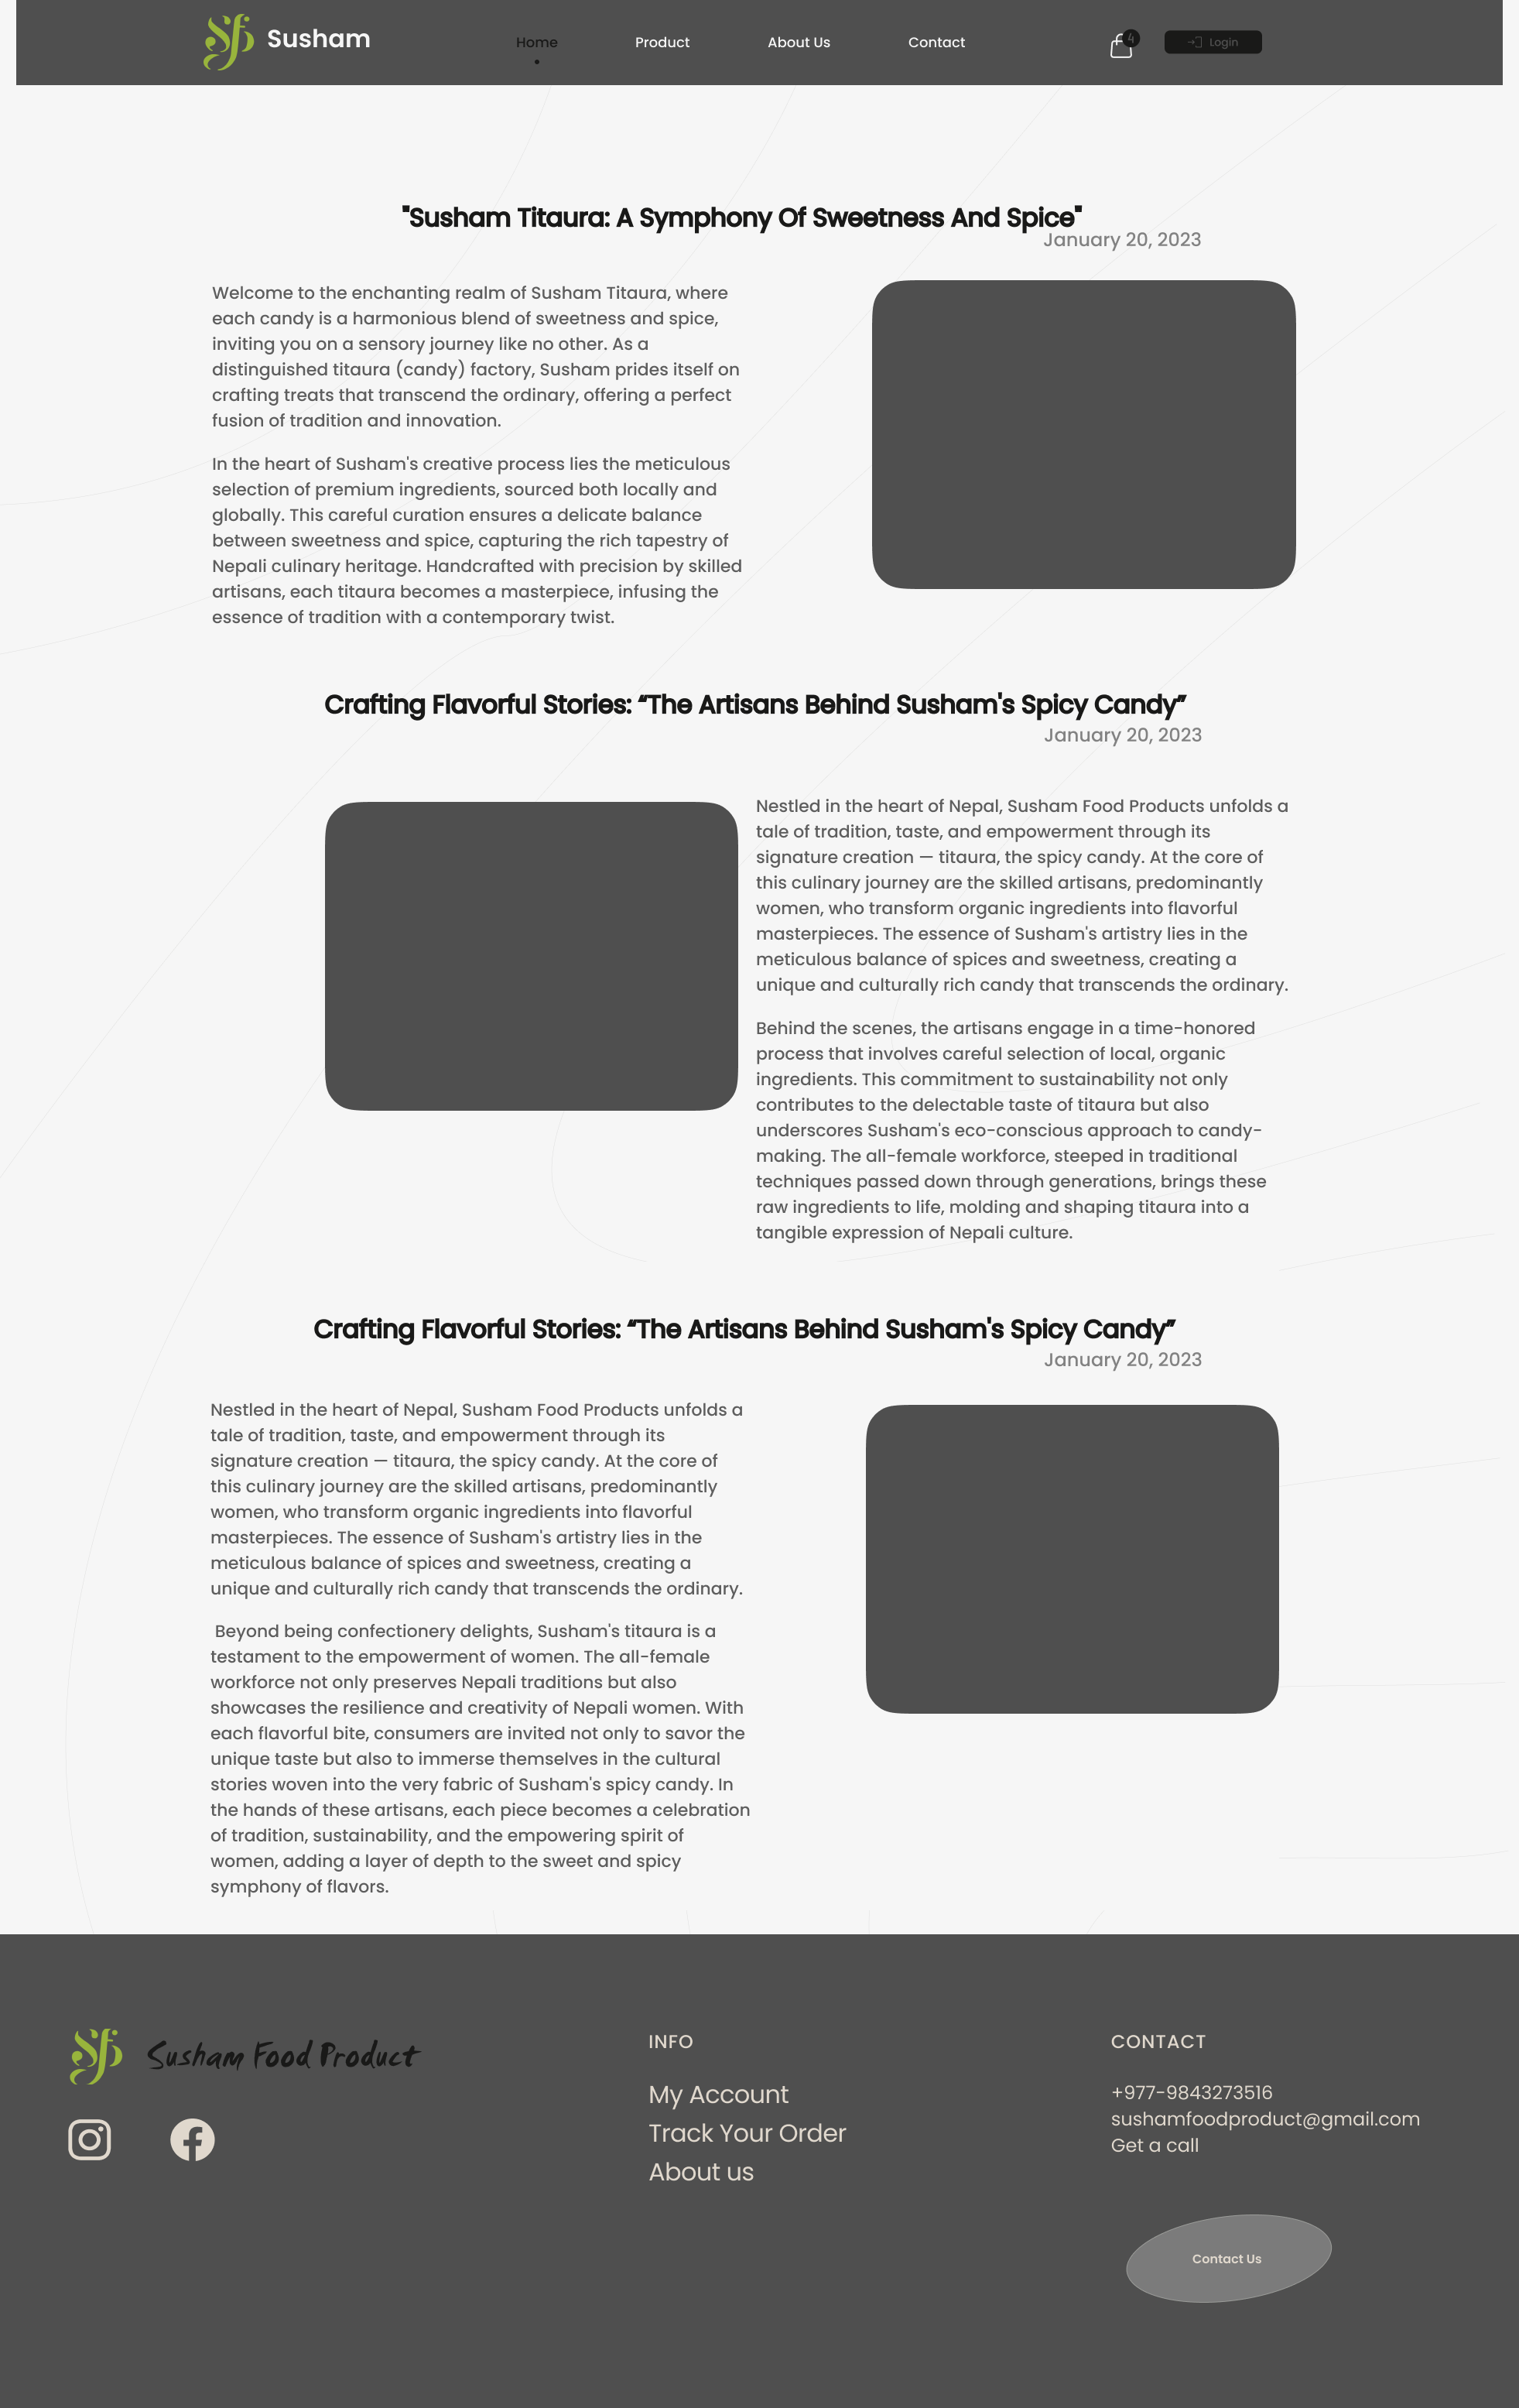 Susham
Home
Product
About Us
Contact
4
Login
"Susham Titaura: A Symphony Of Sweetness And Spice"
January 20, 2023
Welcome to the enchanting realm of Susham Titaura, where
each candy is a harmonious blend of sweetness and spice,
inviting you on a sensory journey like no other. As a
distinguished titaura (candy) factory, Susham prides itself on
crafting treats that transcend the ordinary, offering a perfect
fusion of tradition and innovation.
In the heart of Susham's creative process lies the meticulous
selection of premium ingredients, sourced both locally and
globally. This careful curation ensures a delicate balance
between sweetness and spice, capturing the rich tapestry of
Nepali culinary heritage. Handcrafted with precision by skilled
artisans, each titaura becomes a masterpiece, infusing the
essence of tradition with a contemporary twist.
Crafting Flavorful Stories: “The Artisans Behind Susham's Spicy Candy”
January 20, 2023
Nestled in the heart of Nepal, Susham Food Products unfolds a
tale of tradition, taste, and empowerment through its
signature creation — titaura, the spicy candy. At the core of
this culinary journey are the skilled artisans, predominantly
women, who transform organic ingredients into flavorful
masterpieces. The essence of Susham's artistry lies in the
meticulous balance of spices and sweetness, creating a
unique and culturally rich candy that transcends the ordinary.
Behind the scenes, the artisans engage in a time-honored
process that involves careful selection of local, organic
ingredients. This commitment to sustainability not only
contributes to the delectable taste of titaura but also
underscores Susham's eco-conscious approach to candy-
making. The all-female workforce, steeped in traditional
techniques passed down through generations, brings these
raw ingredients to life, molding and shaping titaura into a
tangible expression of Nepali culture.
Crafting Flavorful Stories: “The Artisans Behind Susham's Spicy Candy”
January 20, 2023
Nestled in the heart of Nepal, Susham Food Products unfolds a
tale of tradition, taste, and empowerment through its
signature creation — titaura, the spicy candy. At the core of
this culinary journey are the skilled artisans, predominantly
women, who transform organic ingredients into flavorful
masterpieces. The essence of Susham's artistry lies in the
meticulous balance of spices and sweetness, creating a
unique and culturally rich candy that transcends the ordinary.
Beyond being confectionery delights, Susham's titaura is a
testament to the empowerment of women. The all-female
workforce not only preserves Nepali traditions but also
showcases the resilience and creativity of Nepali women. With
each flavorful bite, consumers are invited not only to savor the
unique taste but also to immerse themselves in the cultural
stories woven into the very fabric of Susham's spicy candy. In
the hands of these artisans, each piece becomes a celebration
of tradition, sustainability, and the empowering spirit of
women, adding a layer of depth to the sweet and spicy
symphony of flavors.
Susham Food Product
INFO
My Account
Track Your Order
About us
CONTACT
+977-9843273516
sushamfoodproduct@gmail.com
Get a call
Contact Us